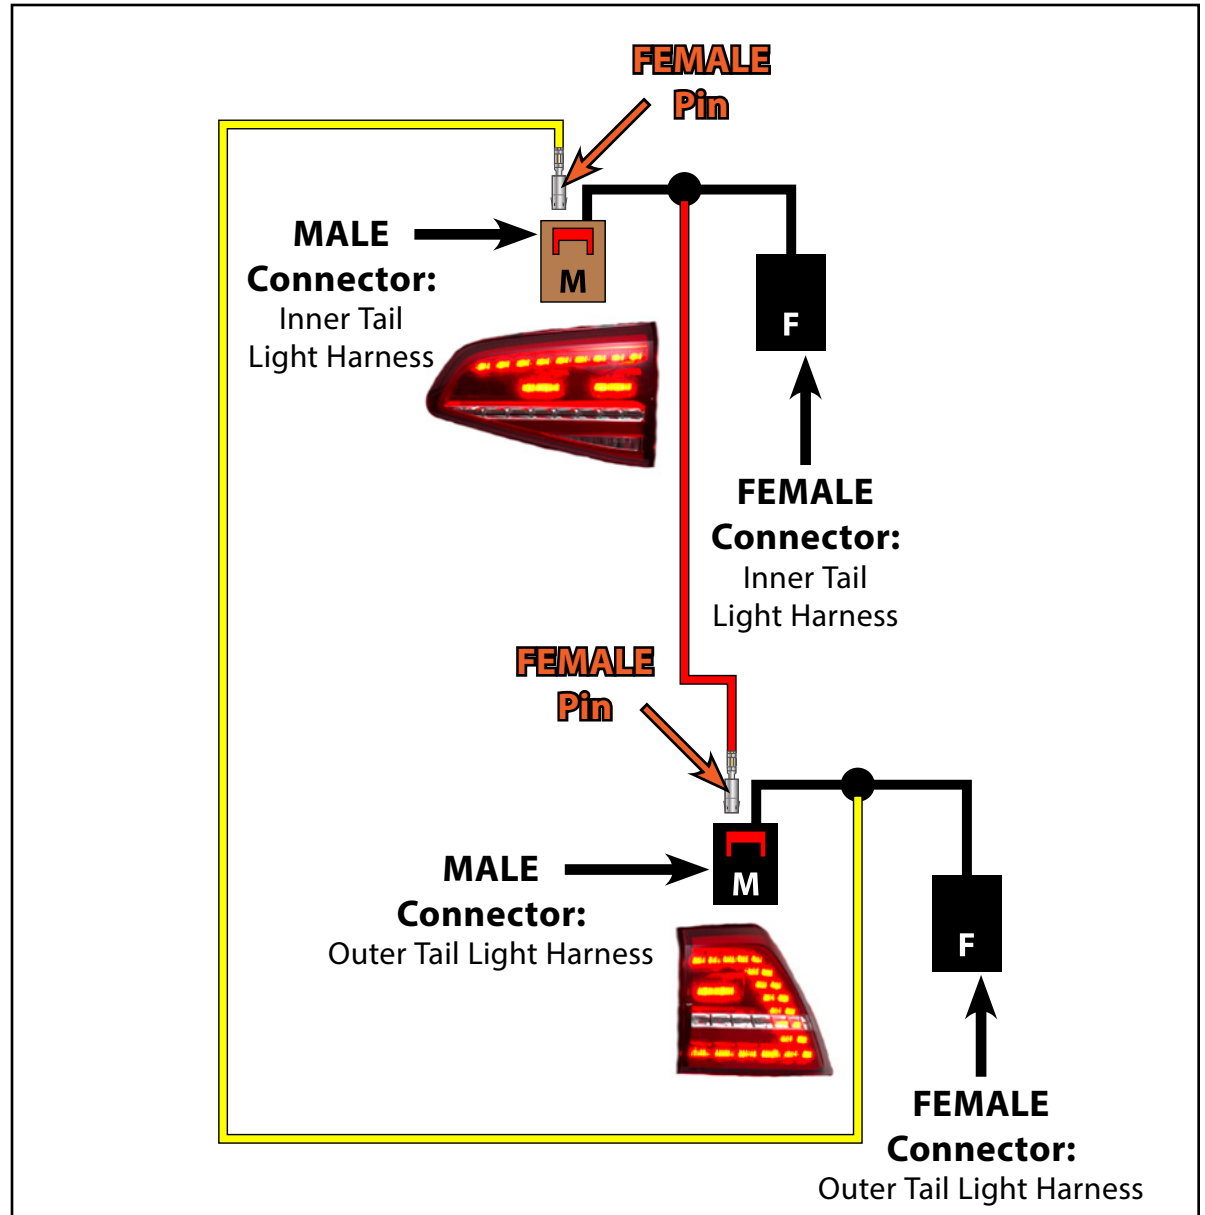 FEMALE
Pin
MALE
Connector:
Inner Tail
Light Harness
M
F
FEMALE
Connector:
Inner Tail
Light Harness
FEMALE
Pin
MALE
Connector:
Outer Tail Light Harness
M
F
FEMALE
Connector:
Outer Tail Light Harness